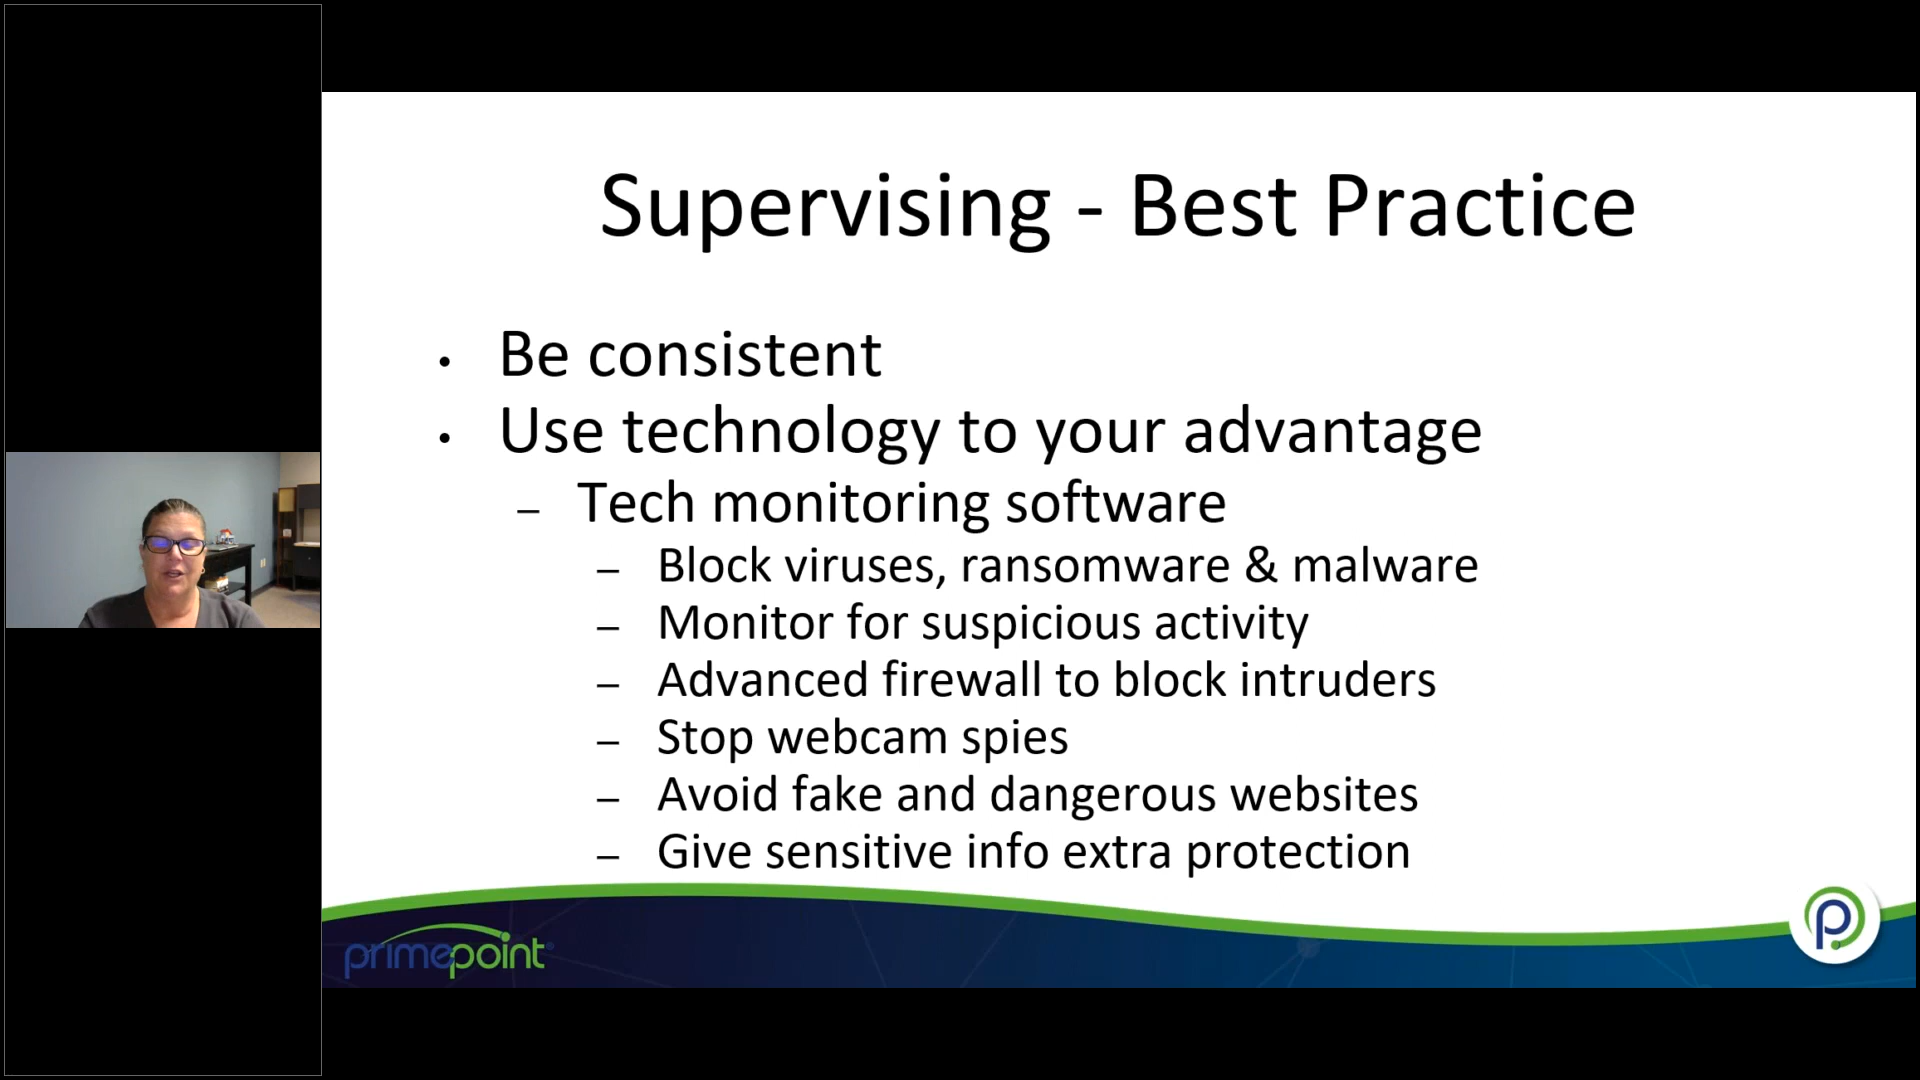 Supervising - Best Practice
• Be consistent
• Use technology to your advantage
– Tech monitoring software
– Block viruses, ransomware & malware
– Monitor for suspicious activity
– Advanced firewall to block intruders
– Stop webcam spies
– Avoid fake and dangerous websites
– Give sensitive info extra protection
primepoint®
p